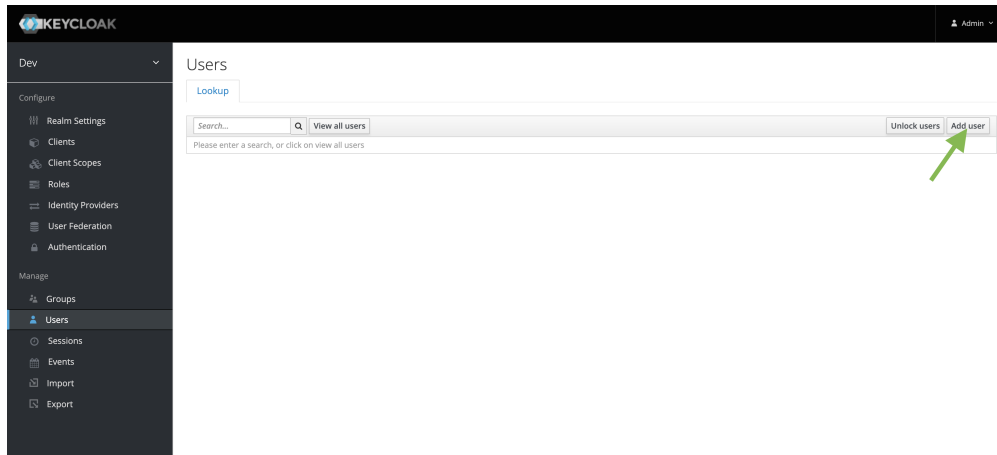 KEYCLOAK
Admin
Dev
Configure
Realm Settings
Clients
Client Scopes
Roles
Identity Providers
User Federation
Authentication
Manage
Groups
Users
Sessions
Events
Import
Export
Users
Lookup
Search...
View all users
Unlock users
Add user
Please enter a search, or click on view all users